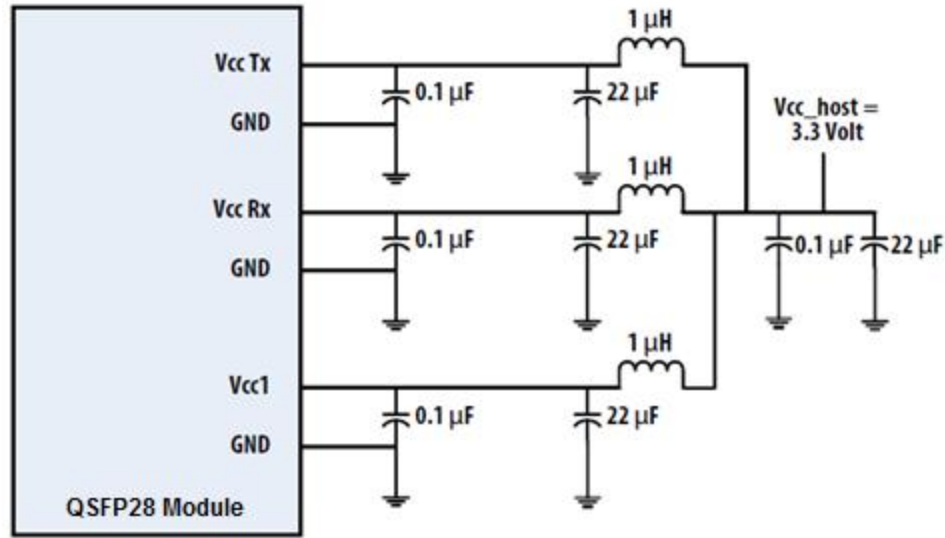 1 µH
Vcc Tx
0.1 µF
22 µF
GND
Vcc_host =
3.3 Volt
1 µH
Vcc Rx
0.1 µF
22 µF
0.1 µF
22 µF
GND
1 µH
Vcc1
0.1 µF
22 µF
GND
QSFP28 Module